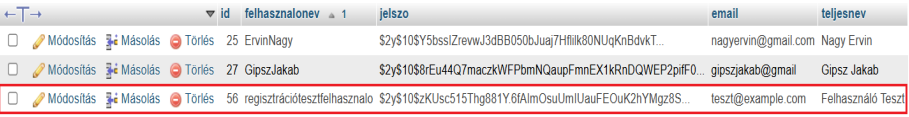 ←T→ ▼ id felhasznalonev ▲ 1 jelszo email teljesnev
Módosítás Másolás Törlés 25 ErvinNagy $2y$10$Y5bssIZrevwJ3dBB050bJuaj7HfIilk80NUqKnBdvkT... nagyervin@gmail.com Nagy Ervin
Módosítás Másolás Törlés 27 GipszJakab $2y$10$8rEu44Q7maczkWFPbmNQaupFmnEX1kRnDQWEP2pifF0... gipszjakab@gmail Gipsz Jakab
Módosítás Másolás Törlés 56 regisztrációtesztfelhasznalo $2y$10$zKUsc515Thg881Y.6fAlmOsuUmIUauFEOuK2hYMgz8S... teszt@example.com Felhasználó Teszt